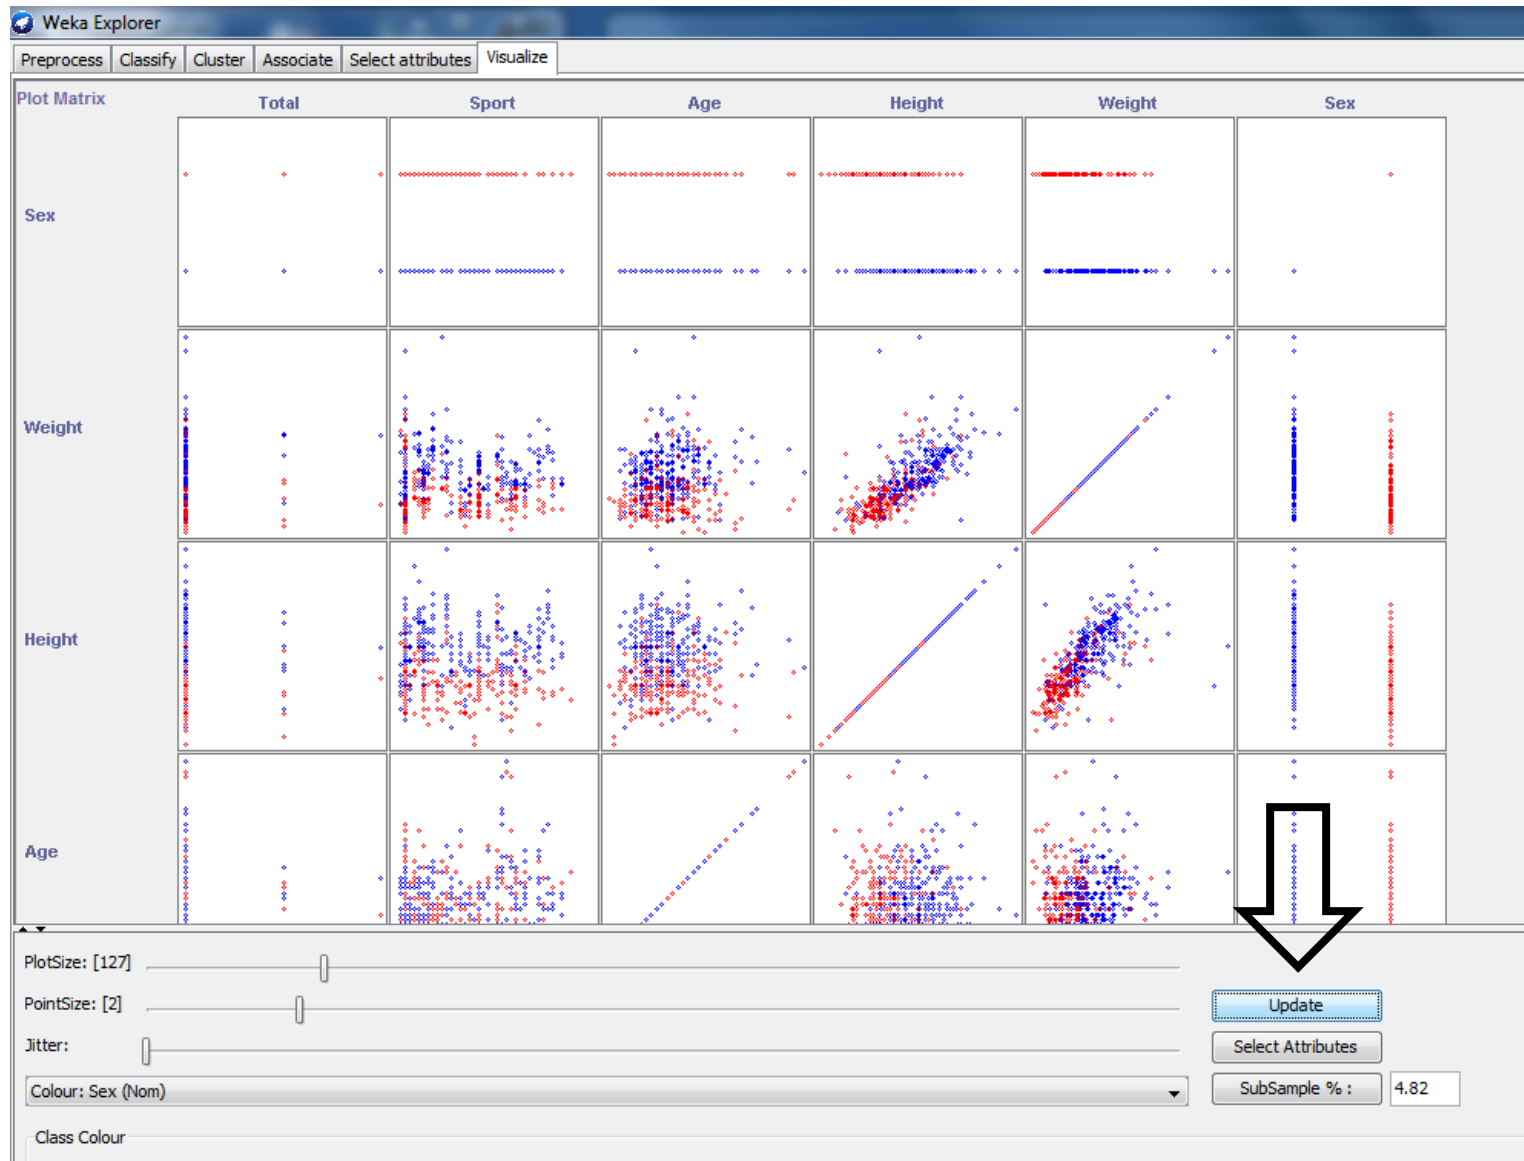 Weka Explorer
Preprocess Classify Cluster Associate Select attributes Visualize
Plot Matrix Total Sport Age Height Weight Sex
Sex
Weight
Height
Age
PlotSize: [127]
PointSize: [2] Update
Jitter: Select Attributes
Colour: Sex (Nom) SubSample % : 4.82
Class Colour